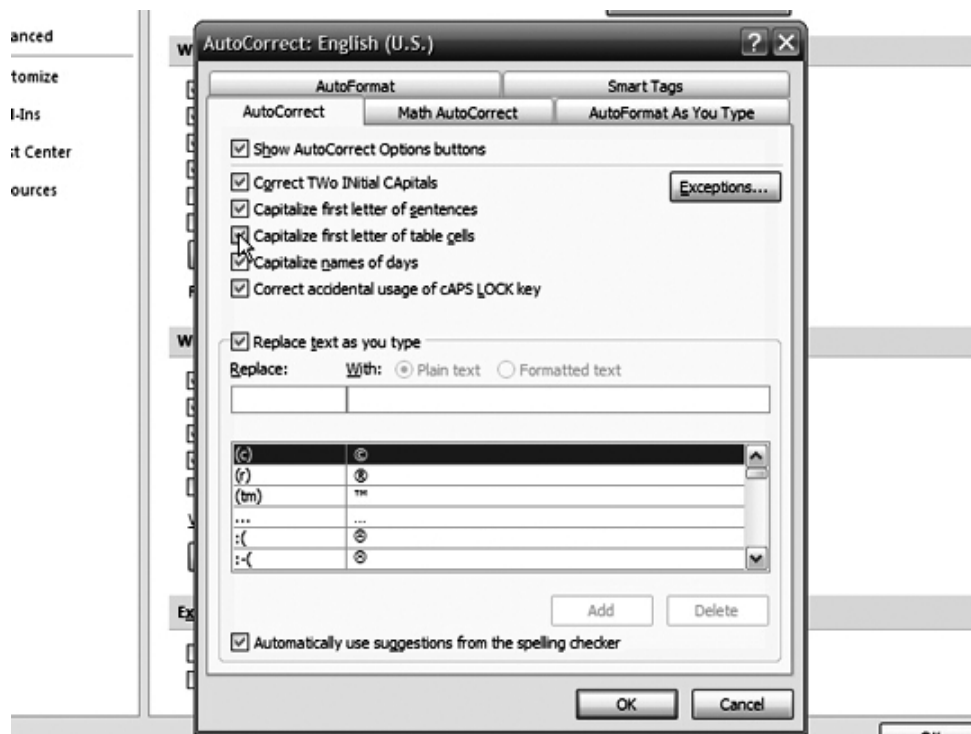 anced
tomize
l-Ins
st Center
ources
W
AutoCorrect: English (U.S.)
AutoFormat Smart Tags
AutoCorrect Math AutoCorrect AutoFormat As You Type
Show AutoCorrect Options buttons
Correct TWo INitial CApitals Exceptions...
Capitalize first letter of sentences
Capitalize first letter of table cells
Capitalize names of days
Correct accidental usage of cAPS LOCK key
W
Replace text as you type
Replace: With: Plain text Formatted text
(c) ©
(r) ®
(tm) ™
... …
:( ☹
:-( ☹
Add Delete
Ex
Automatically use suggestions from the spelling checker
OK Cancel